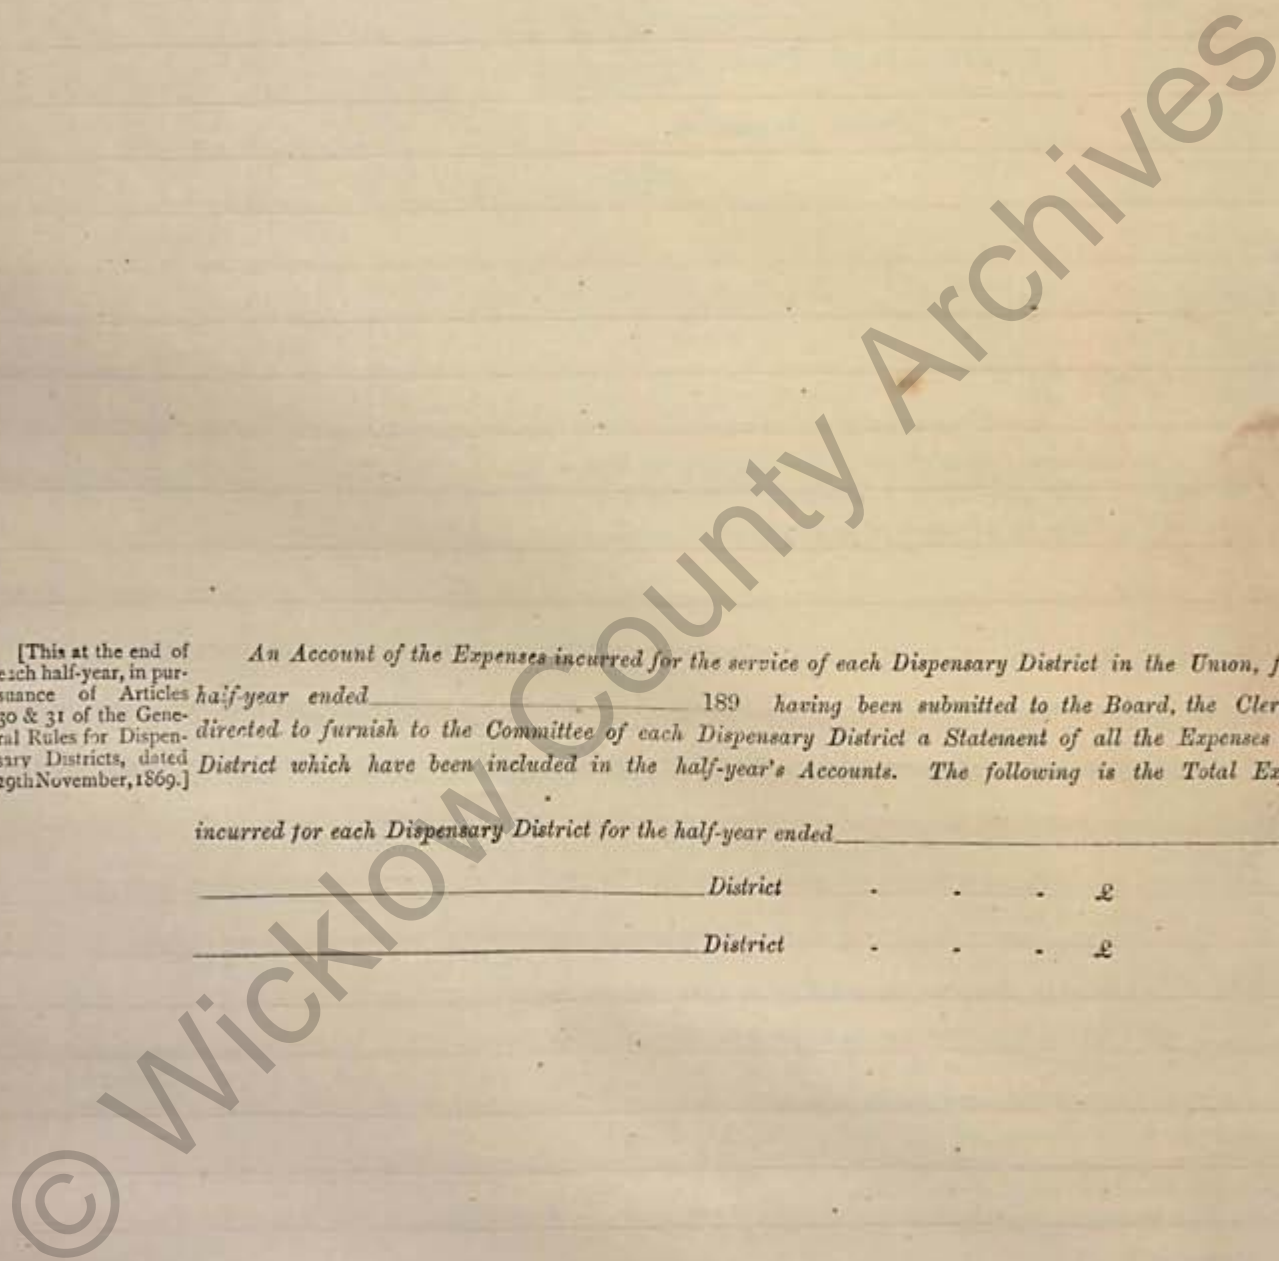 [This at the end of
each half-year, in pur-
suance of Articles
30 & 31 of the Gene-
ral Rules for Dispen-
sary Districts, dated
29th November, 1869.]
An Account of the Expenses incurred for the service of each Dispensary District in the Union, f
half-year ended 189 having been submitted to the Board, the Cler
directed to furnish to the Committee of each Dispensary District a Statement of all the Expenses
District which have been included in the half-year's Accounts. The following is the Total Ex
incurred for each Dispensary District for the half-year ended
District - - - £
District - - - £
© Wicklow County Archives